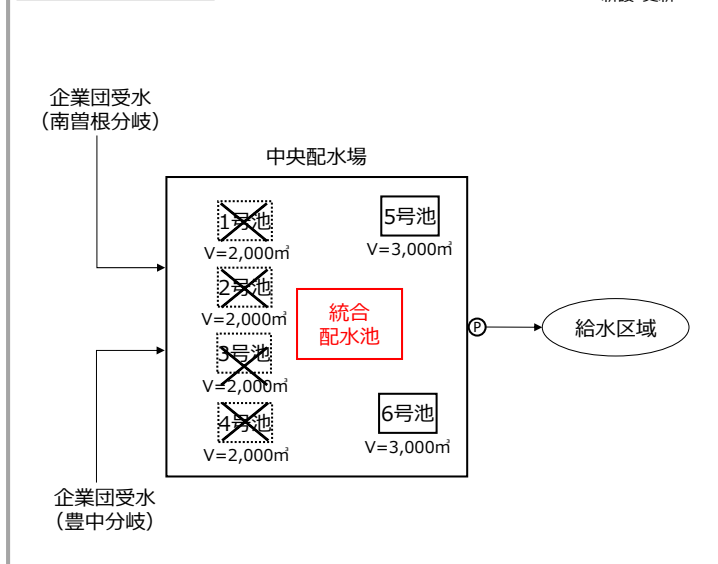 企業団受水
（南曽根分岐）
中央配水場
1号池
V=2,000㎥
2号池
V=2,000㎥
3号池
V=2,000㎥
4号池
V=2,000㎥
5号池
V=3,000㎥
統合
配水池
6号池
V=3,000㎥
P
給水区域
企業団受水
（豊中分岐）